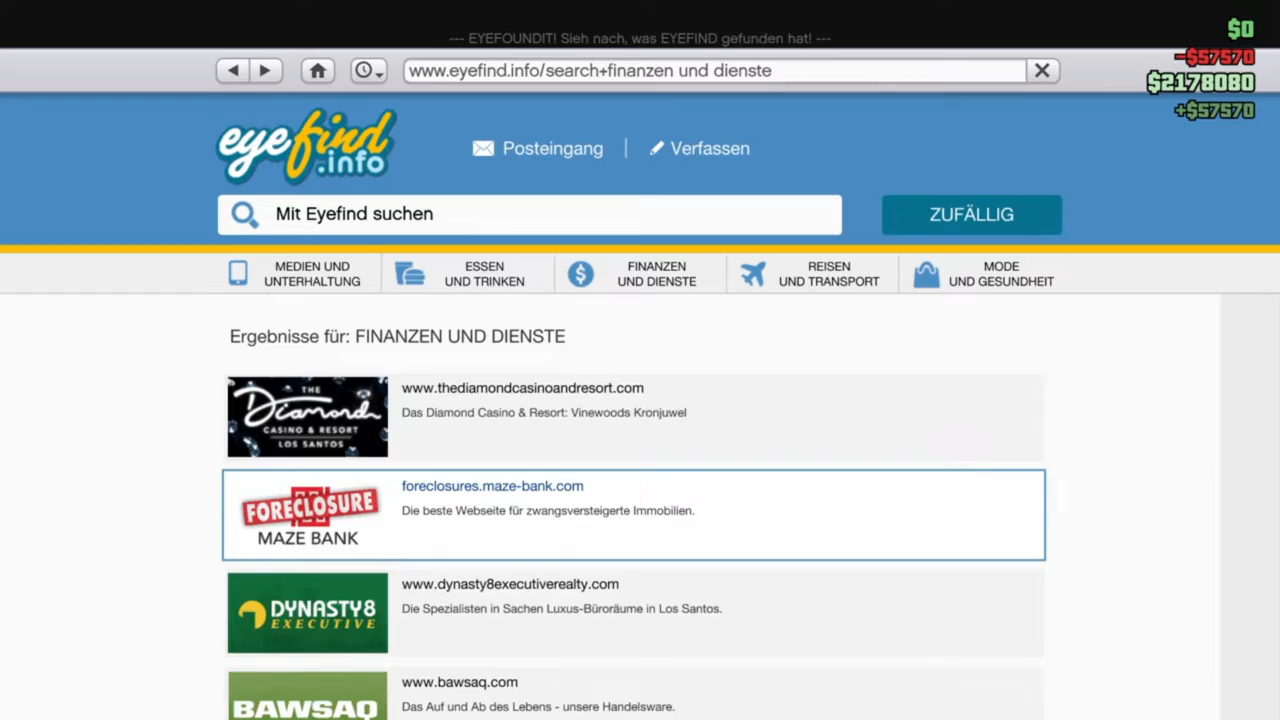 --- EYEFOUNDIT! Sieh nach, was EYEFIND gefunden hat! ---
$0
-$57570
$2178080
+$57570
www.eyefind.info/search+finanzen und dienste
eyefind
.info
Posteingang
Verfassen
Mit Eyefind suchen
ZUFÄLLIG
MEDIEN UND
UNTERHALTUNG
ESSEN
UND TRINKEN
FINANZEN
UND DIENSTE
REISEN
UND TRANSPORT
MODE
UND GESUNDHEIT
Ergebnisse für: FINANZEN UND DIENSTE
THE
Diamond
CASINO & RESORT
LOS SANTOS
www.thediamondcasinoandresort.com
Das Diamond Casino & Resort: Vinewoods Kronjuwel
FORECLOSURE
MAZE BANK
foreclosures.maze-bank.com
Die beste Webseite für zwangsversteigerte Immobilien.
DYNASTY8
EXECUTIVE
www.dynasty8executiverealty.com
Die Spezialisten in Sachen Luxus-Büroräume in Los Santos.
BAWSAQ
www.bawsaq.com
Das Auf und Ab des Lebens - unsere Handelsware.